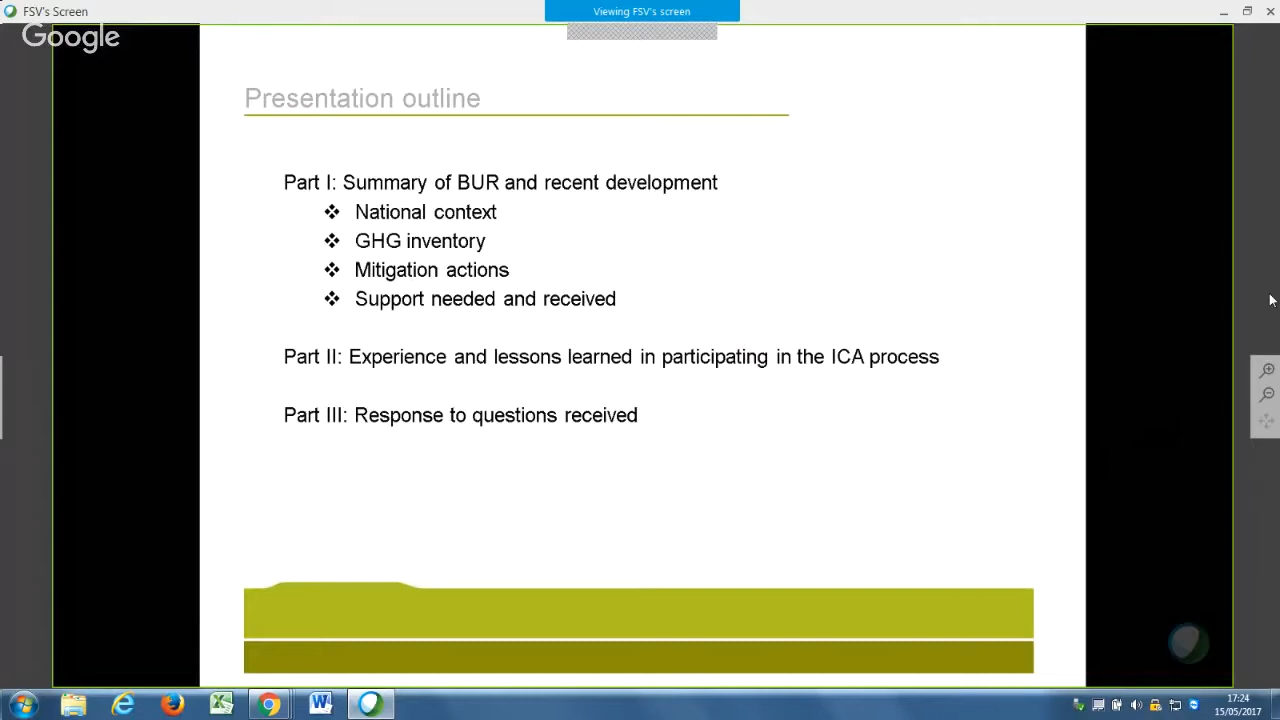 FSV's Screen
Viewing FSV's screen
Google
Presentation outline
Part I: Summary of BUR and recent development
❖ National context
❖ GHG inventory
❖ Mitigation actions
❖ Support needed and received
Part II: Experience and lessons learned in participating in the ICA process
Part III: Response to questions received
17:24
15/05/2017